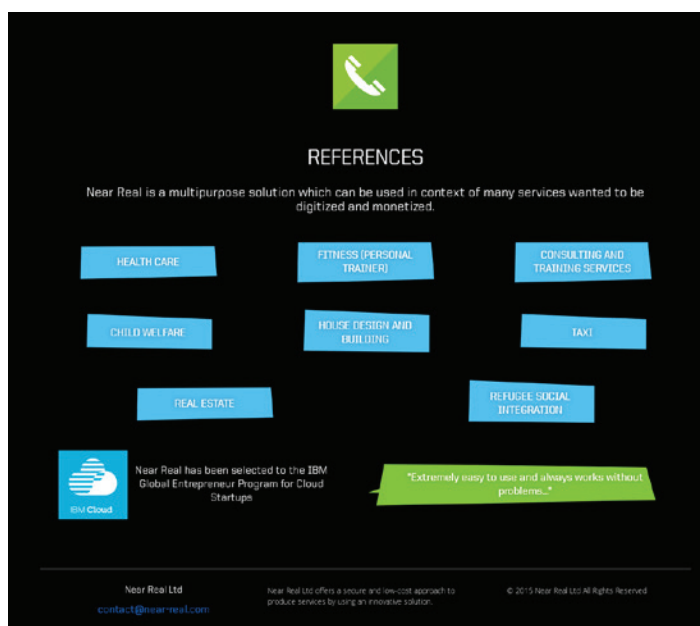 REFERENCES
Near Real is a multipurpose solution which can be used in context of many services wanted to be
digitized and monetized.
HEALTH CARE
FITNESS (PERSONAL
TRAINER)
CONSULTING AND
TRAINING SERVICES
CHILD WELFARE
HOUSE DESIGN AND
BUILDING
TAXI
REAL ESTATE
REFUGEE SOCIAL
INTEGRATION
IBM Cloud
Near Real has been selected to the IBM
Global Entrepreneur Program for Cloud
Startups
"Extremely easy to use and always works without
problems..."
Near Real Ltd
contact@near-real.com
Near Real Ltd offers a secure and low-cost approach to
produce services by using an innovative solution.
© 2015 Near Real Ltd All Rights Reserved